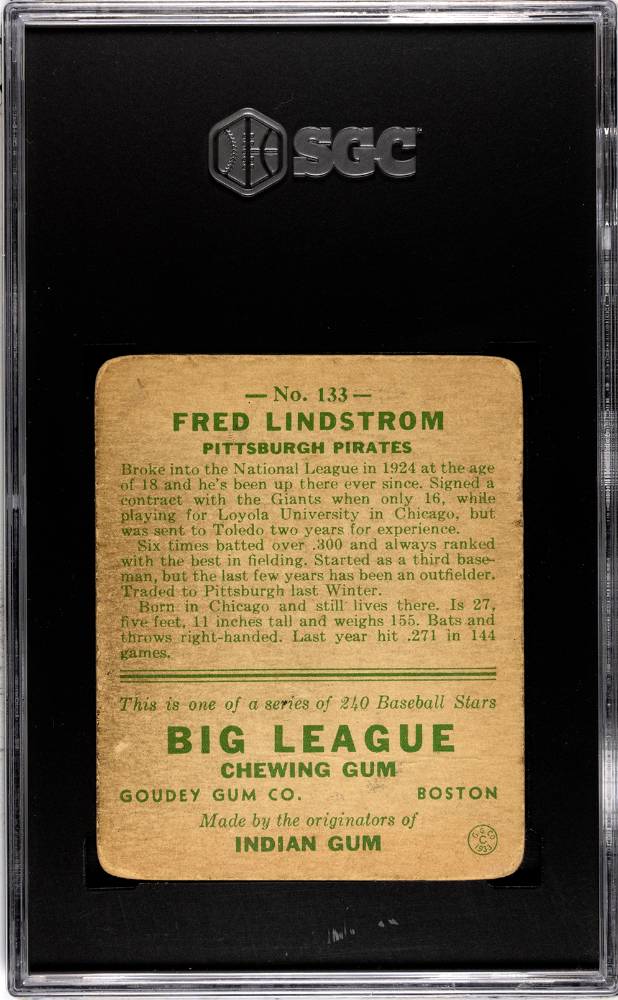 SGC
— No. 133 —
FRED LINDSTROM
PITTSBURGH PIRATES
Broke into the National League in 1924 at the age
of 18 and he's been up there ever since. Signed a
contract with the Giants when only 16, while
playing for Loyola University in Chicago, but
was sent to Toledo two years for experience.
Six times batted over .300 and always ranked
with the best in fielding. Started as a third base-
man, but the last few years has been an outfielder.
Traded to Pittsburgh last Winter.
Born in Chicago and still lives there. Is 27,
five feet, 11 inches tall and weighs 155. Bats and
throws right-handed. Last year hit .271 in 144
games.
This is one of a series of 240 Baseball Stars
BIG LEAGUE
CHEWING GUM
GOUDEY GUM CO. BOSTON
Made by the originators of
INDIAN GUM
G. G. CO.
C
1933